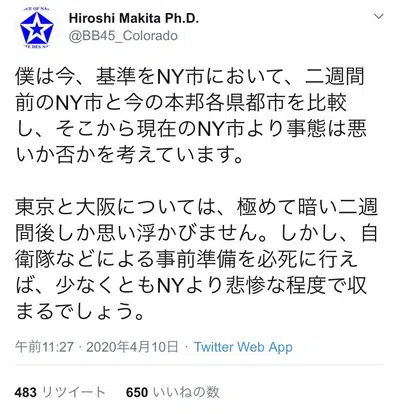 Hiroshi Makita Ph.D.
@BB45_Colorado
僕は今、基準をNY市において、二週間
前のNY市と今の本邦各県都市を比較
し、そこから現在のNY市より事態は悪
いか否かを考えています。
東京と大阪については、極めて暗い二週
間後しか思い浮かびません。しかし、自
衛隊などによる事前準備を必死に行え
ば、少なくともNYより悲惨な程度で収
まるでしょう。
午前11:27 · 2020年4月10日 · Twitter Web App
483 リツイート 650 いいねの数